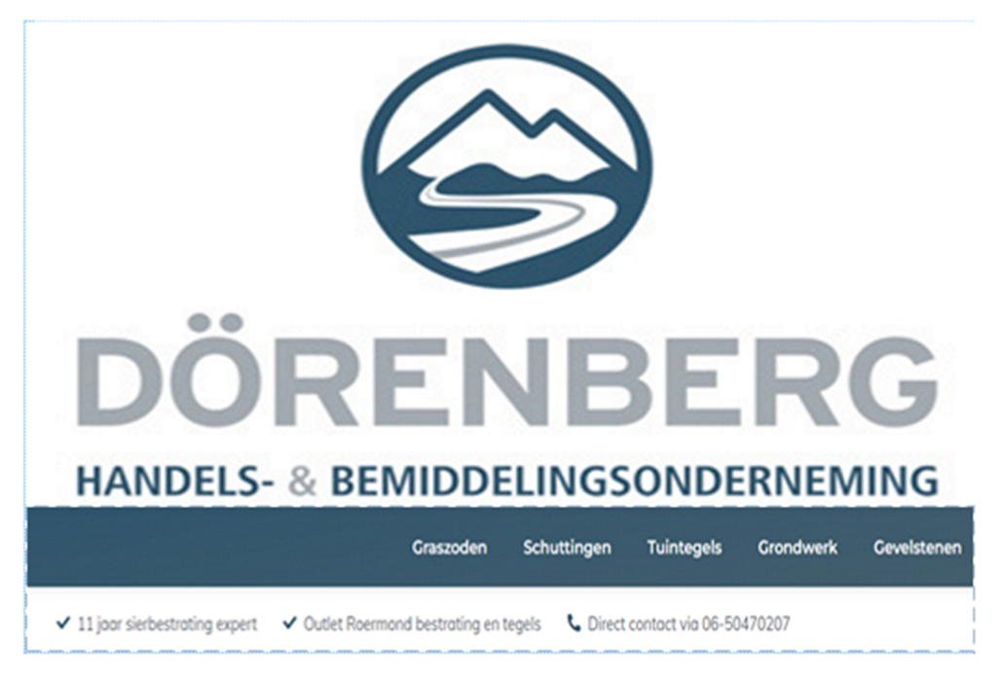 DÖRENBERG
HANDELS- & BEMIDDELINGSONDERNEMING
Graszoden Schuttingen Tuintegels Grondwerk Gevelstenen
11 jaar sierbestrating expert Outlet Roermond bestrating en tegels Direct contact via 06-50470207